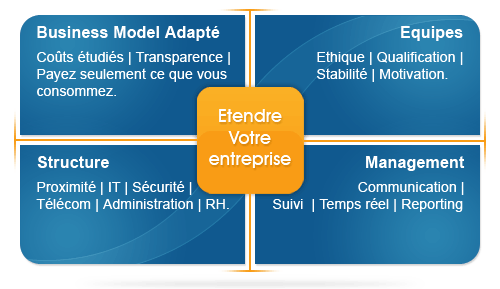 Business Model Adapté
Coûts étudiés | Transparence |
Payez seulement ce que vous
consommez.
Equipes
Ethique | Qualification |
Stabilité | Motivation.
Etendre
Votre
entreprise
Structure
Proximité | IT | Sécurité |
Télécom | Administration | RH.
Management
Communication |
Suivi | Temps réel | Reporting